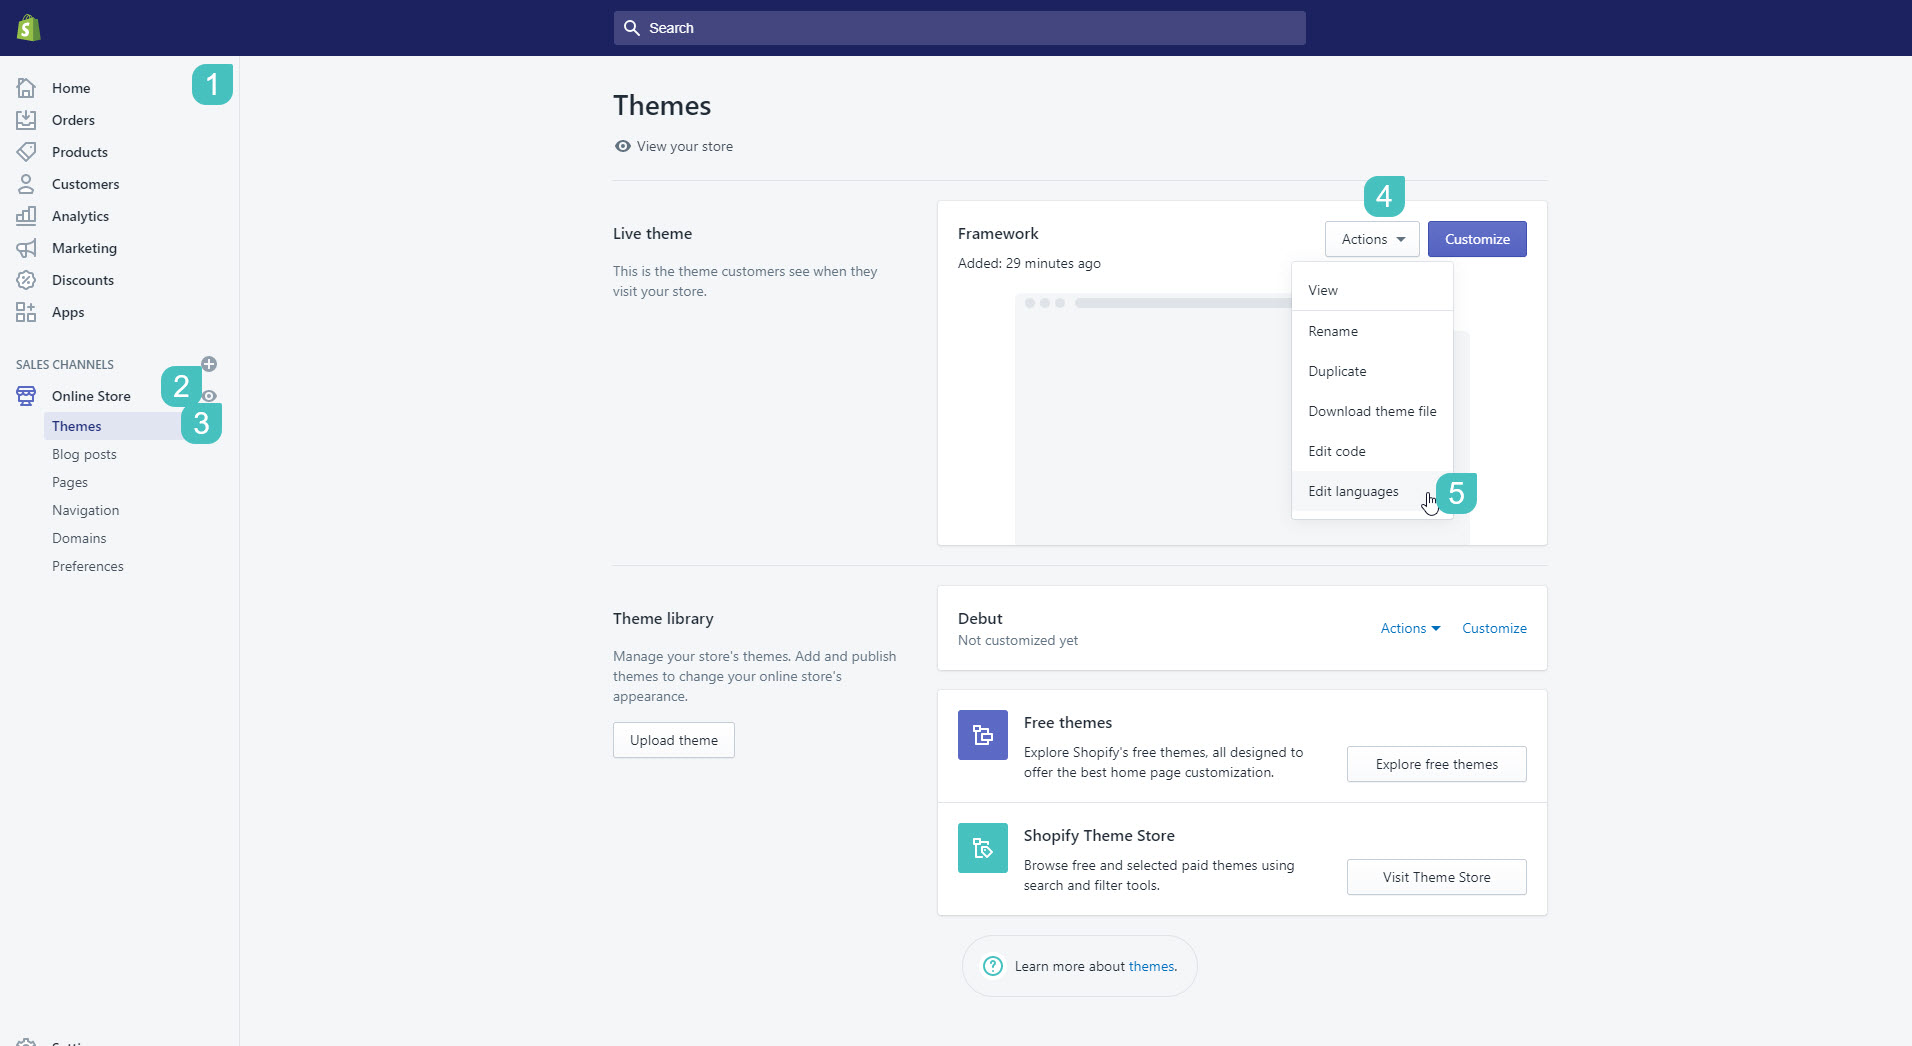 Search
Home
1
Orders
Products
Customers
Analytics
Marketing
Discounts
Apps
SALES CHANNELS
Online Store
2
Themes
3
Blog posts
Pages
Navigation
Domains
Preferences
Themes
View your store
Live theme
This is the theme customers see when they
visit your store.
Framework
Added: 29 minutes ago
4
Actions
Customize
View
Rename
Duplicate
Download theme file
Edit code
Edit languages
5
Theme library
Manage your store's themes. Add and publish
themes to change your online store's
appearance.
Upload theme
Debut
Not customized yet
Actions
Customize
Free themes
Explore Shopify's free themes, all designed to
offer the best home page customization.
Explore free themes
Shopify Theme Store
Browse free and selected paid themes using
search and filter tools.
Visit Theme Store
Learn more about themes.